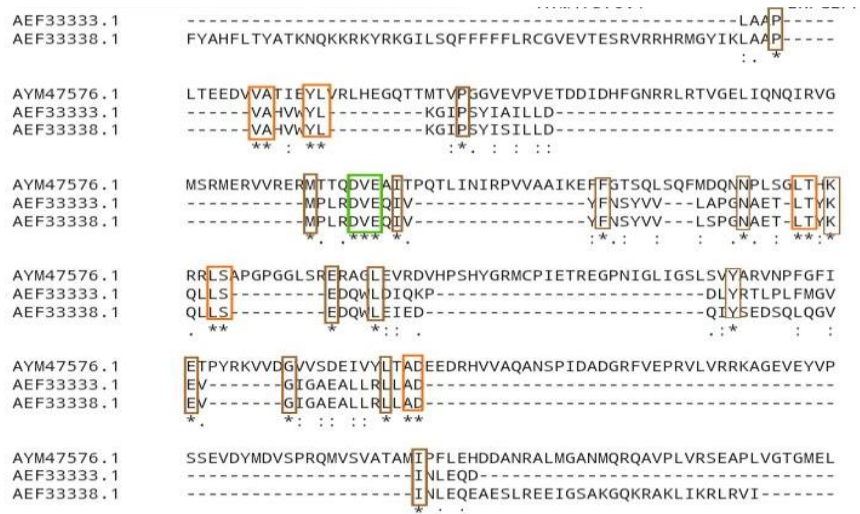 AEF33333.1 --------------------------------------------------------LAAP-----
AEF33338.1 FYAHFLTYATKNQKKRKYRKGILSQFFFFFLRCGVEVTESRVRRHRMGYIKLAAP-----
:. *
AYM47576.1 LTEEDVVATIEYLVRLHEGQTTMTVPGGVEVPVETDDIDHFGNRRLRTVGELIQNQIRVG
AEF33333.1 ------VAHVWYL---------KGIPSYIAILLD--------------------------
AEF33338.1 ------VAHVWYL---------KGIPSYISILLD--------------------------
** : ** :*. : : ::
AYM47576.1 MSRMERVVRERMTTQDVEAITPQTLINIRPVVAAIKEFFGTSQLSQFMDQNNPLSGLTHK
AEF33333.1 -----------MPLRDVEQIV----------------YFNSYVV---LAPGNAET-LTYK
AEF33338.1 -----------MPLRDVEQIV----------------YFNSYVV---LSPGNAET-LTYK
*. .*** *. :*.: : : .* : **:*
AYM47576.1 RRLSAPGPGGLSRERAGLEVRDVHPSHYGRMCPIETREGPNIGLIGSLSVYARVNPFGFI
AEF33333.1 QLLS---------EDQWLDIQKP-------------------------DLYRTLPLFMGV
AEF33338.1 QLLS---------EDQWLEIED--------------------------QIYSEDSQLQGV
. ** * *:: . .:* : :
AYM47576.1 ETPYRKVVDGVVSDEIVYLTADEEDRHVVAQANSPIDADGRFVEPRVLVRRKAGEVEYVP
AEF33333.1 EV-------GIGAEALLRLLAD--------------------------------------
AEF33338.1 EV-------GIGAEALLRLLAD--------------------------------------
*. *: :: :: * **
AYM47576.1 SSEVDYMDVSPRQMVSVATAMIPFLEHDDANRALMGANMQRQAVPLVRSEAPLVGTGMEL
AEF33333.1 ---------------------INLEQD---------------------------------
AEF33338.1 ---------------------INLEQEAESLREEIGSAKGQKRAKLIKRLRVI-------
* . .